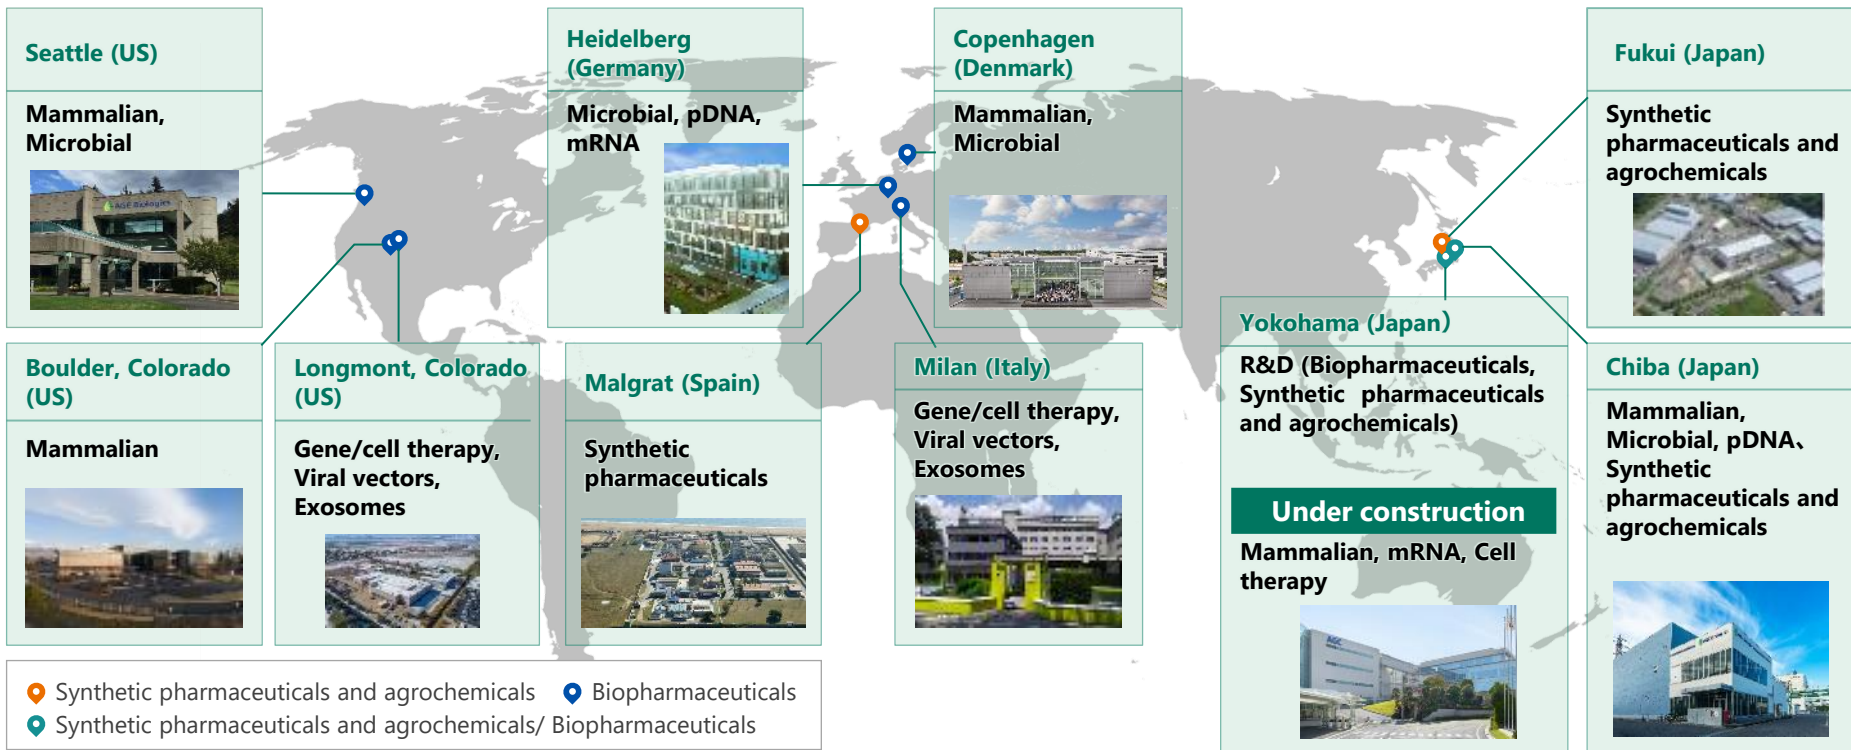 Seattle (US)
Mammalian,
Microbial
AGC Biologics
Heidelberg
(Germany)
Microbial, pDNA,
mRNA
Copenhagen
(Denmark)
Mammalian,
Microbial
Fukui (Japan)
Synthetic
pharmaceuticals and
agrochemicals
Boulder, Colorado
(US)
Mammalian
Longmont, Colorado
(US)
Gene/cell therapy,
Viral vectors,
Exosomes
Malgrat (Spain)
Synthetic
pharmaceuticals
Milan (Italy)
Gene/cell therapy,
Viral vectors,
Exosomes
Yokohama (Japan）
R&D (Biopharmaceuticals,
Synthetic pharmaceuticals
and agrochemicals)
Under construction
Mammalian, mRNA, Cell
therapy
AGC
Chiba (Japan)
Mammalian,
Microbial, pDNA、
Synthetic
pharmaceuticals and
agrochemicals
Synthetic pharmaceuticals and agrochemicals
Biopharmaceuticals
Synthetic pharmaceuticals and agrochemicals/ Biopharmaceuticals